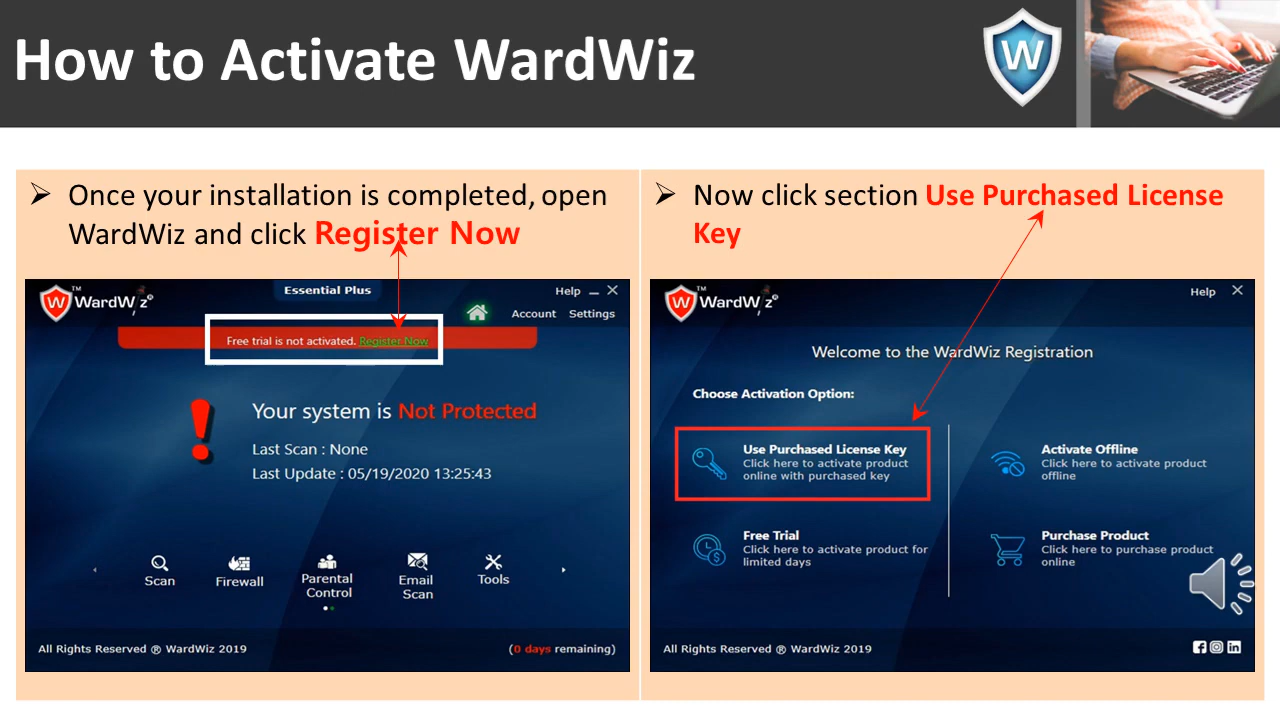 How to Activate WardWiz
W
➢ Once your installation is completed, open
WardWiz and click Register Now
W WardWiz
TM
®
Essential Plus
Help
Account Settings
Free trial is not activated. Register Now
Your system is Not Protected
Last Scan : None
Last Update : 05/19/2020 13:25:43
Scan
Firewall
Parental
Control
Email
Scan
Tools
All Rights Reserved ® WardWiz 2019
(0 days remaining)
➢ Now click section Use Purchased License
Key
W WardWiz
TM
®
Help
Welcome to the WardWiz Registration
Choose Activation Option:
Use Purchased License Key
Click here to activate product
online with purchased key
Activate Offline
Click here to activate product
offline
Free Trial
Click here to activate product for
limited days
Purchase Product
Click here to purchase product
online
All Rights Reserved ® WardWiz 2019